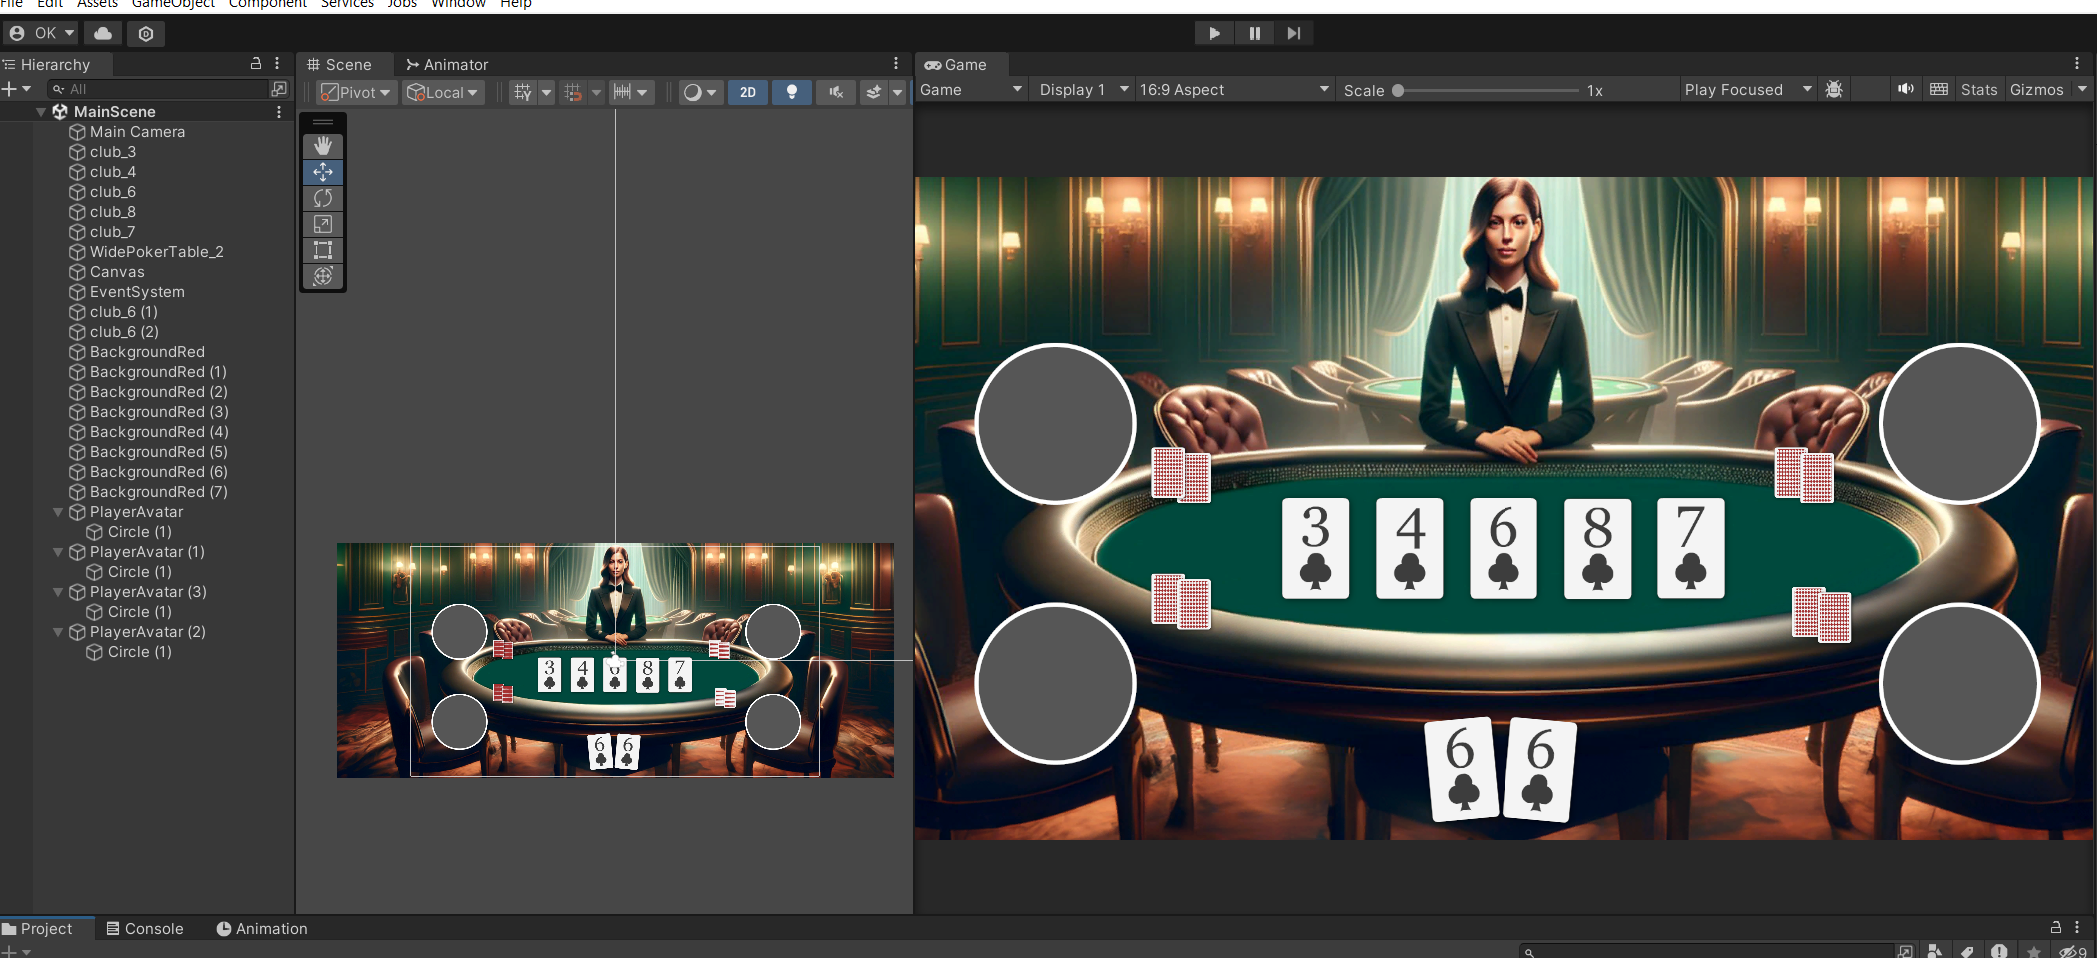 File Edit Assets GameObject Component Services Jobs Window Help
OK
Hierarchy
Scene
Animator
Game
All
Pivot
Local
2D
Game
Display 1
16:9 Aspect
Scale
1x
Play Focused
Stats
Gizmos
MainScene
Main Camera
club_3
club_4
club_6
club_8
club_7
WidePokerTable_2
Canvas
EventSystem
club_6 (1)
club_6 (2)
BackgroundRed
BackgroundRed (1)
BackgroundRed (2)
BackgroundRed (3)
BackgroundRed (4)
BackgroundRed (5)
BackgroundRed (6)
BackgroundRed (7)
PlayerAvatar
Circle (1)
PlayerAvatar (1)
Circle (1)
PlayerAvatar (3)
Circle (1)
PlayerAvatar (2)
Circle (1)
3 4 6 8 7
6 6
3 4 6 8 7
6 6
Project
Console
Animation
9